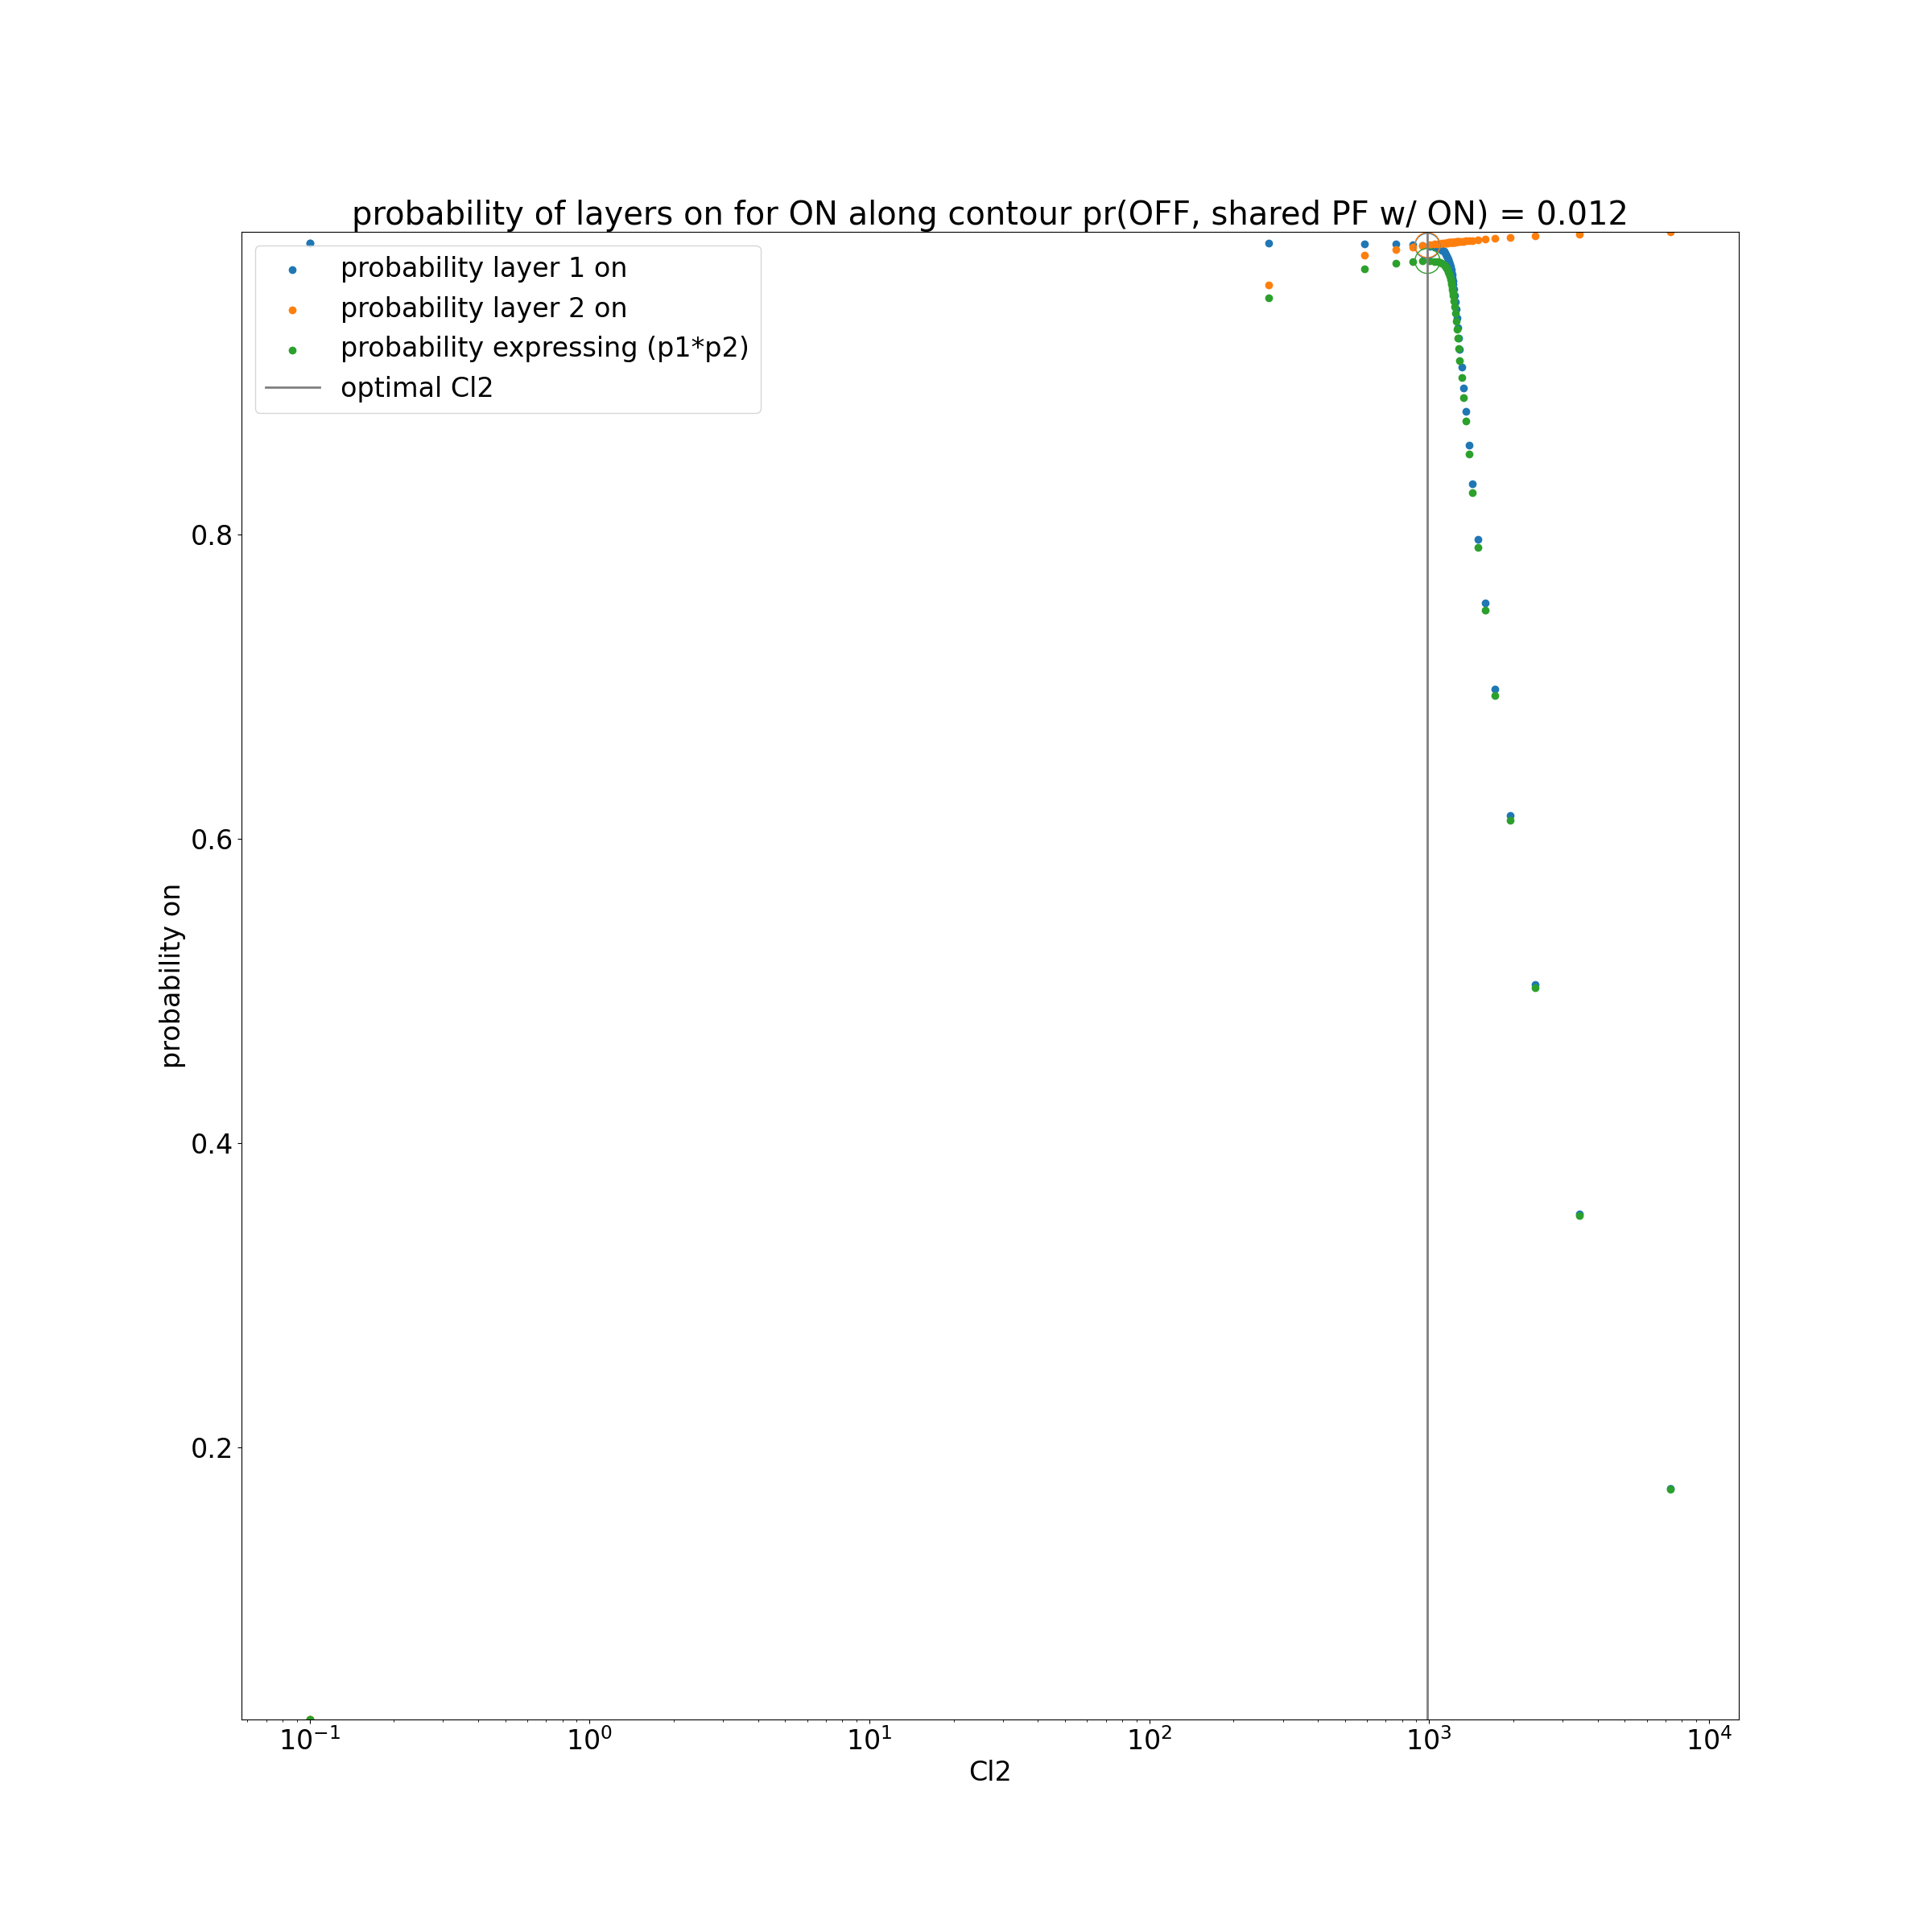 probability of layers on for ON along contour pr(OFF, shared PF w/ ON) = 0.012
probability layer 1 on
probability layer 2 on
probability expressing (p1*p2)
optimal Cl2
0.8
0.6
0.4
0.2
probability on
10⁻¹ 10⁰ 10¹ 10² 10³ 10⁴
Cl2